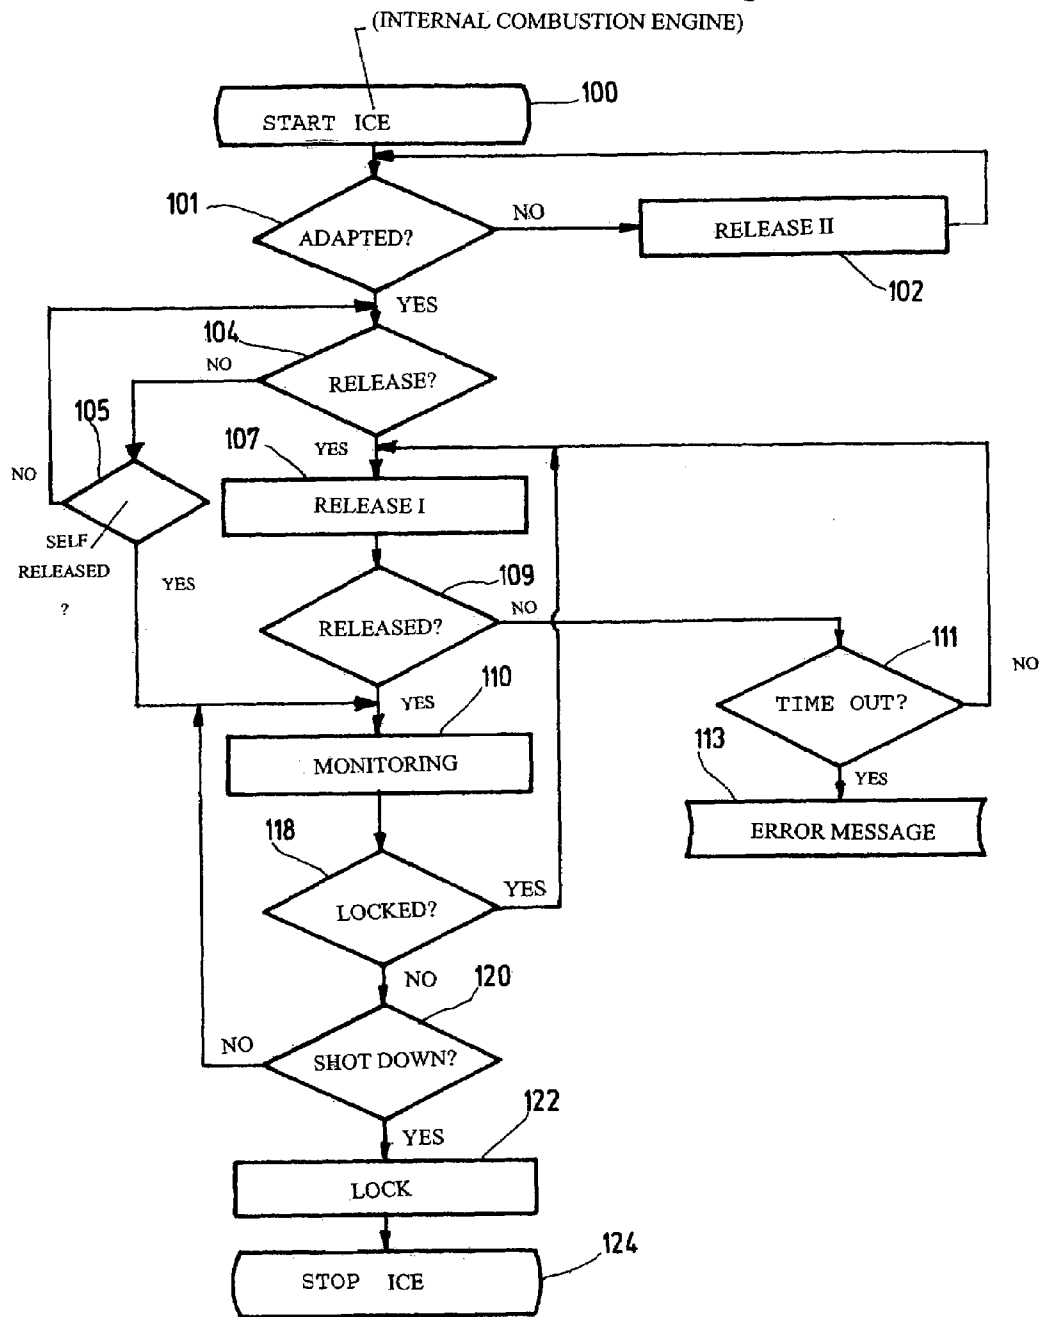 (INTERNAL COMBUSTION ENGINE)
100
START ICE
101
ADAPTED?
NO
RELEASE II
102
YES
104
NO
RELEASE?
105
107
YES
NO
RELEASE I
SELF
RELEASED
?
YES
109
NO
RELEASED?
111
NO
110
YES
TIME OUT?
113
MONITORING
YES
ERROR MESSAGE
118
YES
LOCKED?
NO
120
NO
SHOT DOWN?
122
YES
LOCK
124
STOP ICE